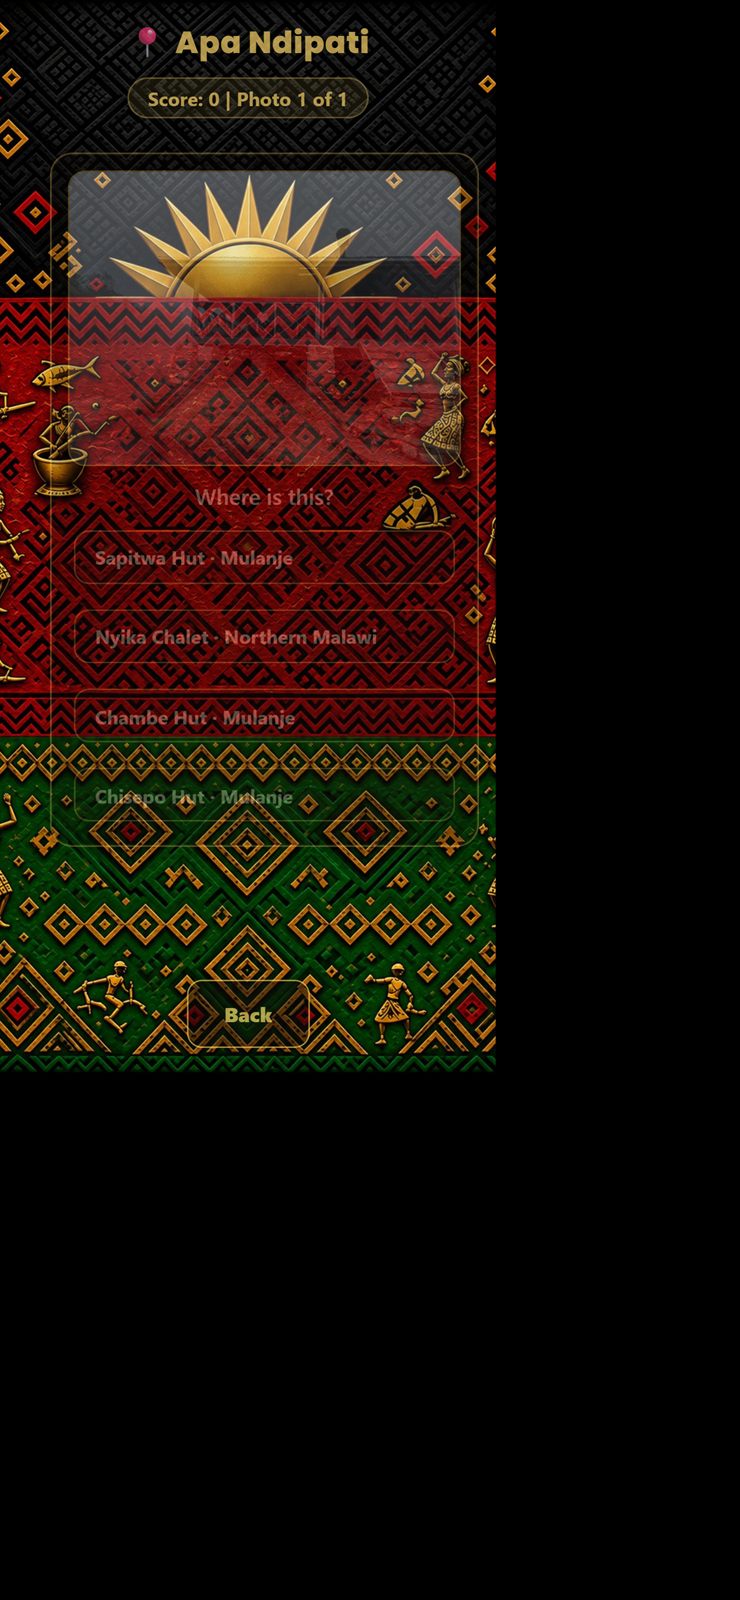 Apa Ndipati
Score: 0 | Photo 1 of 1
Where is this?
Sapitwa Hut · Mulanje
Nyika Chalet · Northern Malawi
Chambe Hut · Mulanje
Chisepo Hut · Mulanje
Back